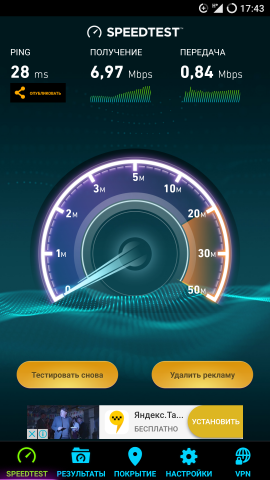 17:43
SPEEDTEST
PING ПОЛУЧЕНИЕ ПЕРЕДАЧА
28 ms 6,97 Mbps 0,84 Mbps
ОПУБЛИКОВАТЬ
5M
3M 10M
2M 20M
1M 30M
0 50M
Тестировать снова Удалить рекламу
Яндекс.Та...
БЕСПЛАТНО
УСТАНОВИТЬ
SPEEDTEST РЕЗУЛЬТАТЫ ПОКРЫТИЕ НАСТРОЙКИ VPN